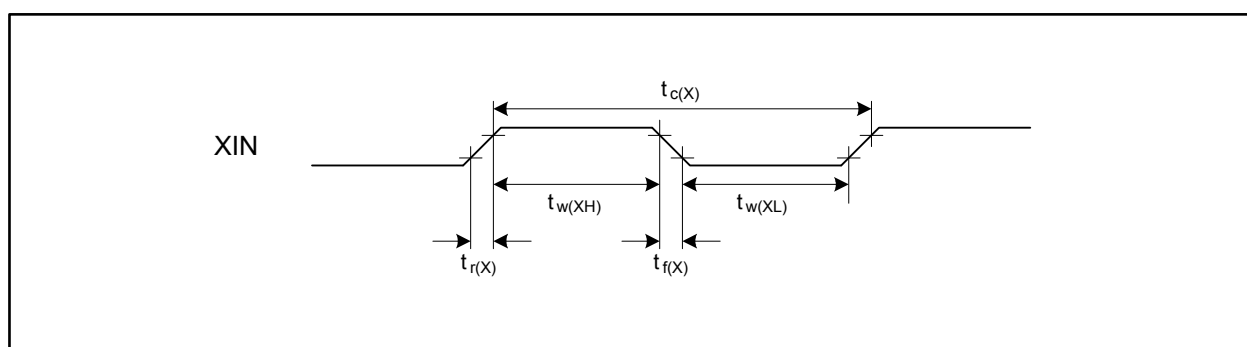 t c(X)
XIN
t w(XH)
t w(XL)
t r(X)
t f(X)